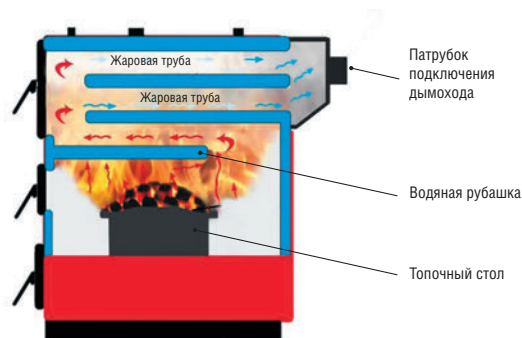 Жаровая труба
Жаровая труба
Патрубок
подключения
дымохода
Водяная рубашка
Топочный стол